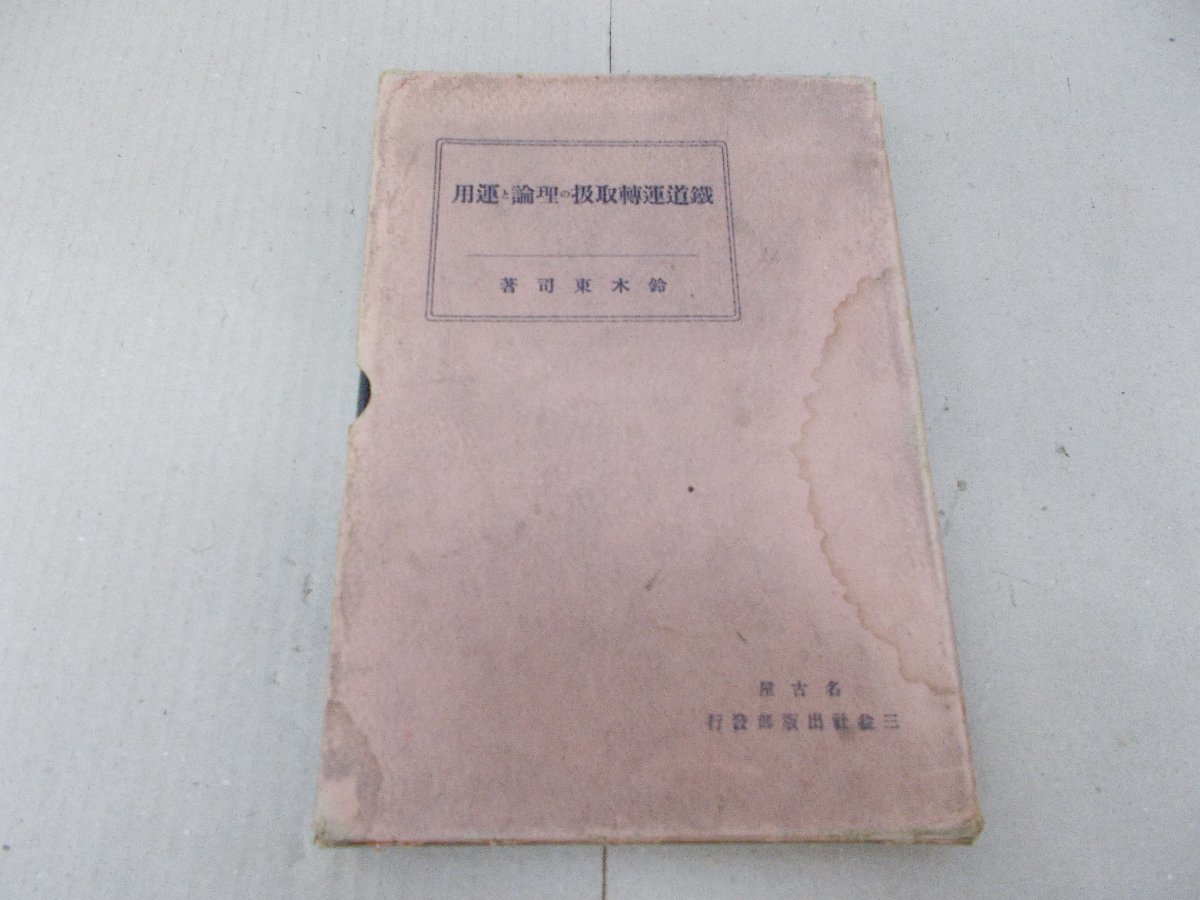 鐵道運轉取扱の理論と運用
鈴木東司著
名古屋
三益社出版部發行